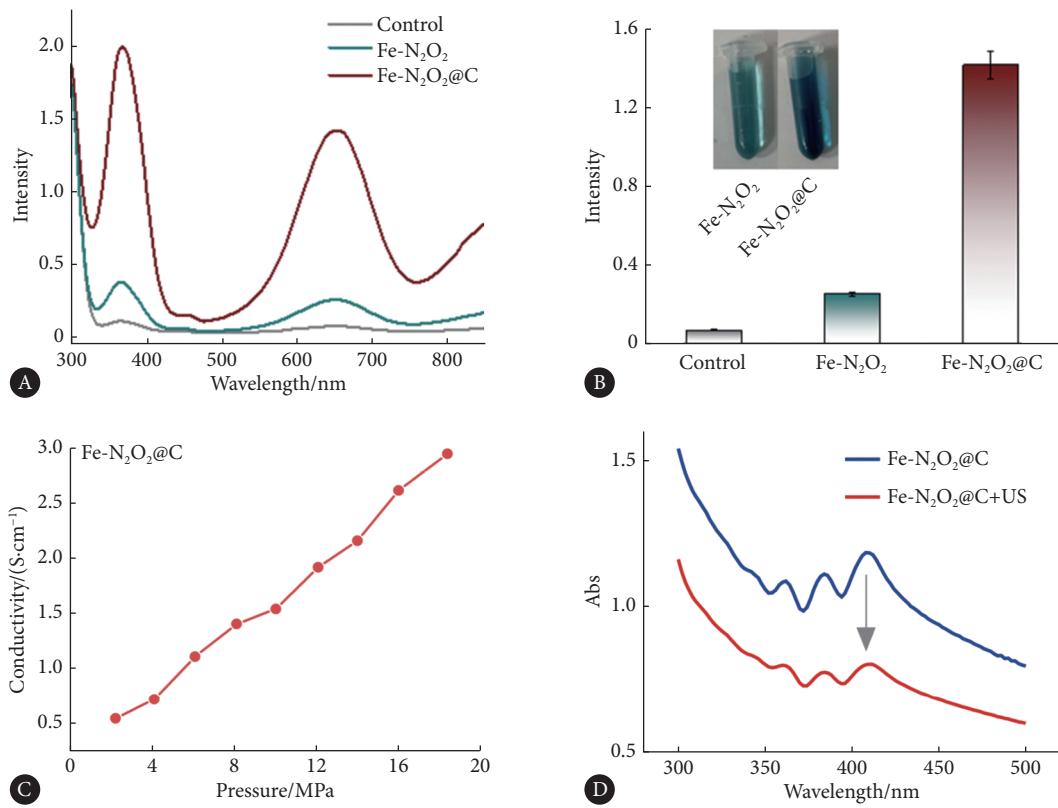 Control
Fe-N₂O₂
Fe-N₂O₂@C
2.0
1.5
1.0
0.5
0
Intensity
300 400 500 600 700 800
Wavelength/nm
A
1.6
1.2
0.8
0.4
0
Intensity
Fe-N₂O₂
Fe-N₂O₂@C
Control Fe-N₂O₂ Fe-N₂O₂@C
B
Fe-N₂O₂@C
3.0
2.5
2.0
1.5
1.0
0.5
Conductivity/(S·cm⁻¹)
0 4 8 12 16 20
Pressure/MPa
C
Fe-N₂O₂@C
Fe-N₂O₂@C+US
1.5
1.0
0.5
Abs
300 350 400 450 500
Wavelength/nm
D